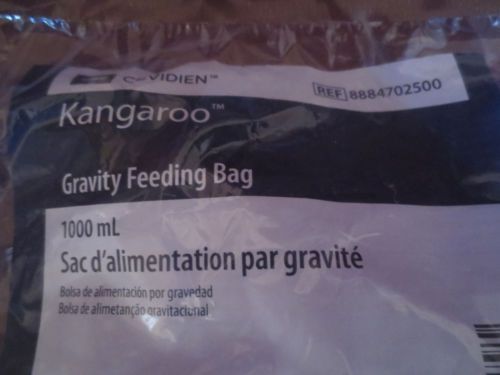 COVIDIEN™
REF 8884702500
Kangaroo™
Gravity Feeding Bag
1000 mL
Sac d'alimentation par gravité
Bolsa de alimentación por gravedad
Bolsa de alimetanção gravitacional